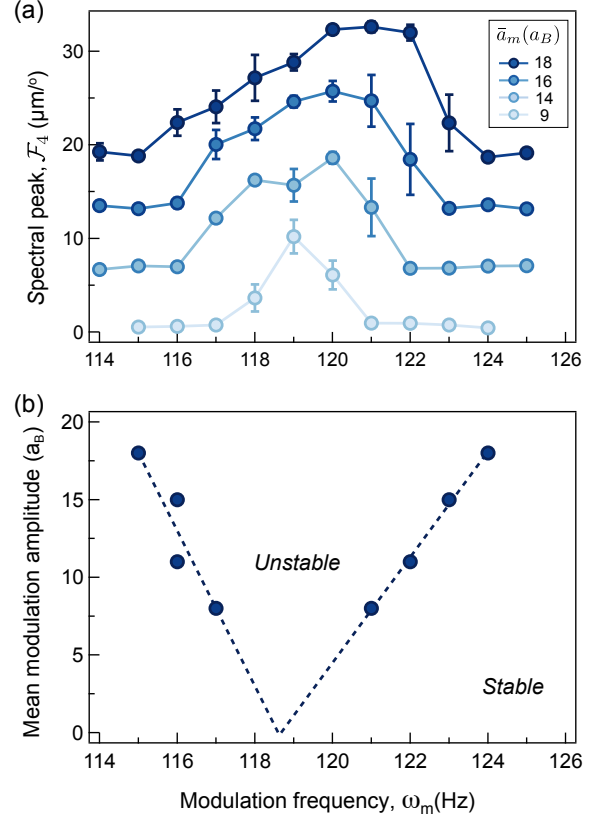 (a)
Spectral peak, ℱ₄ (μm/°)
30
20
10
0
ā_m(a_B)
18
16
14
9
114 116 118 120 122 124 126
(b)
Mean modulation amplitude (a_B)
20
15
10
5
0
Unstable
Stable
114 116 118 120 122 124 126
Modulation frequency, ω_m(Hz)